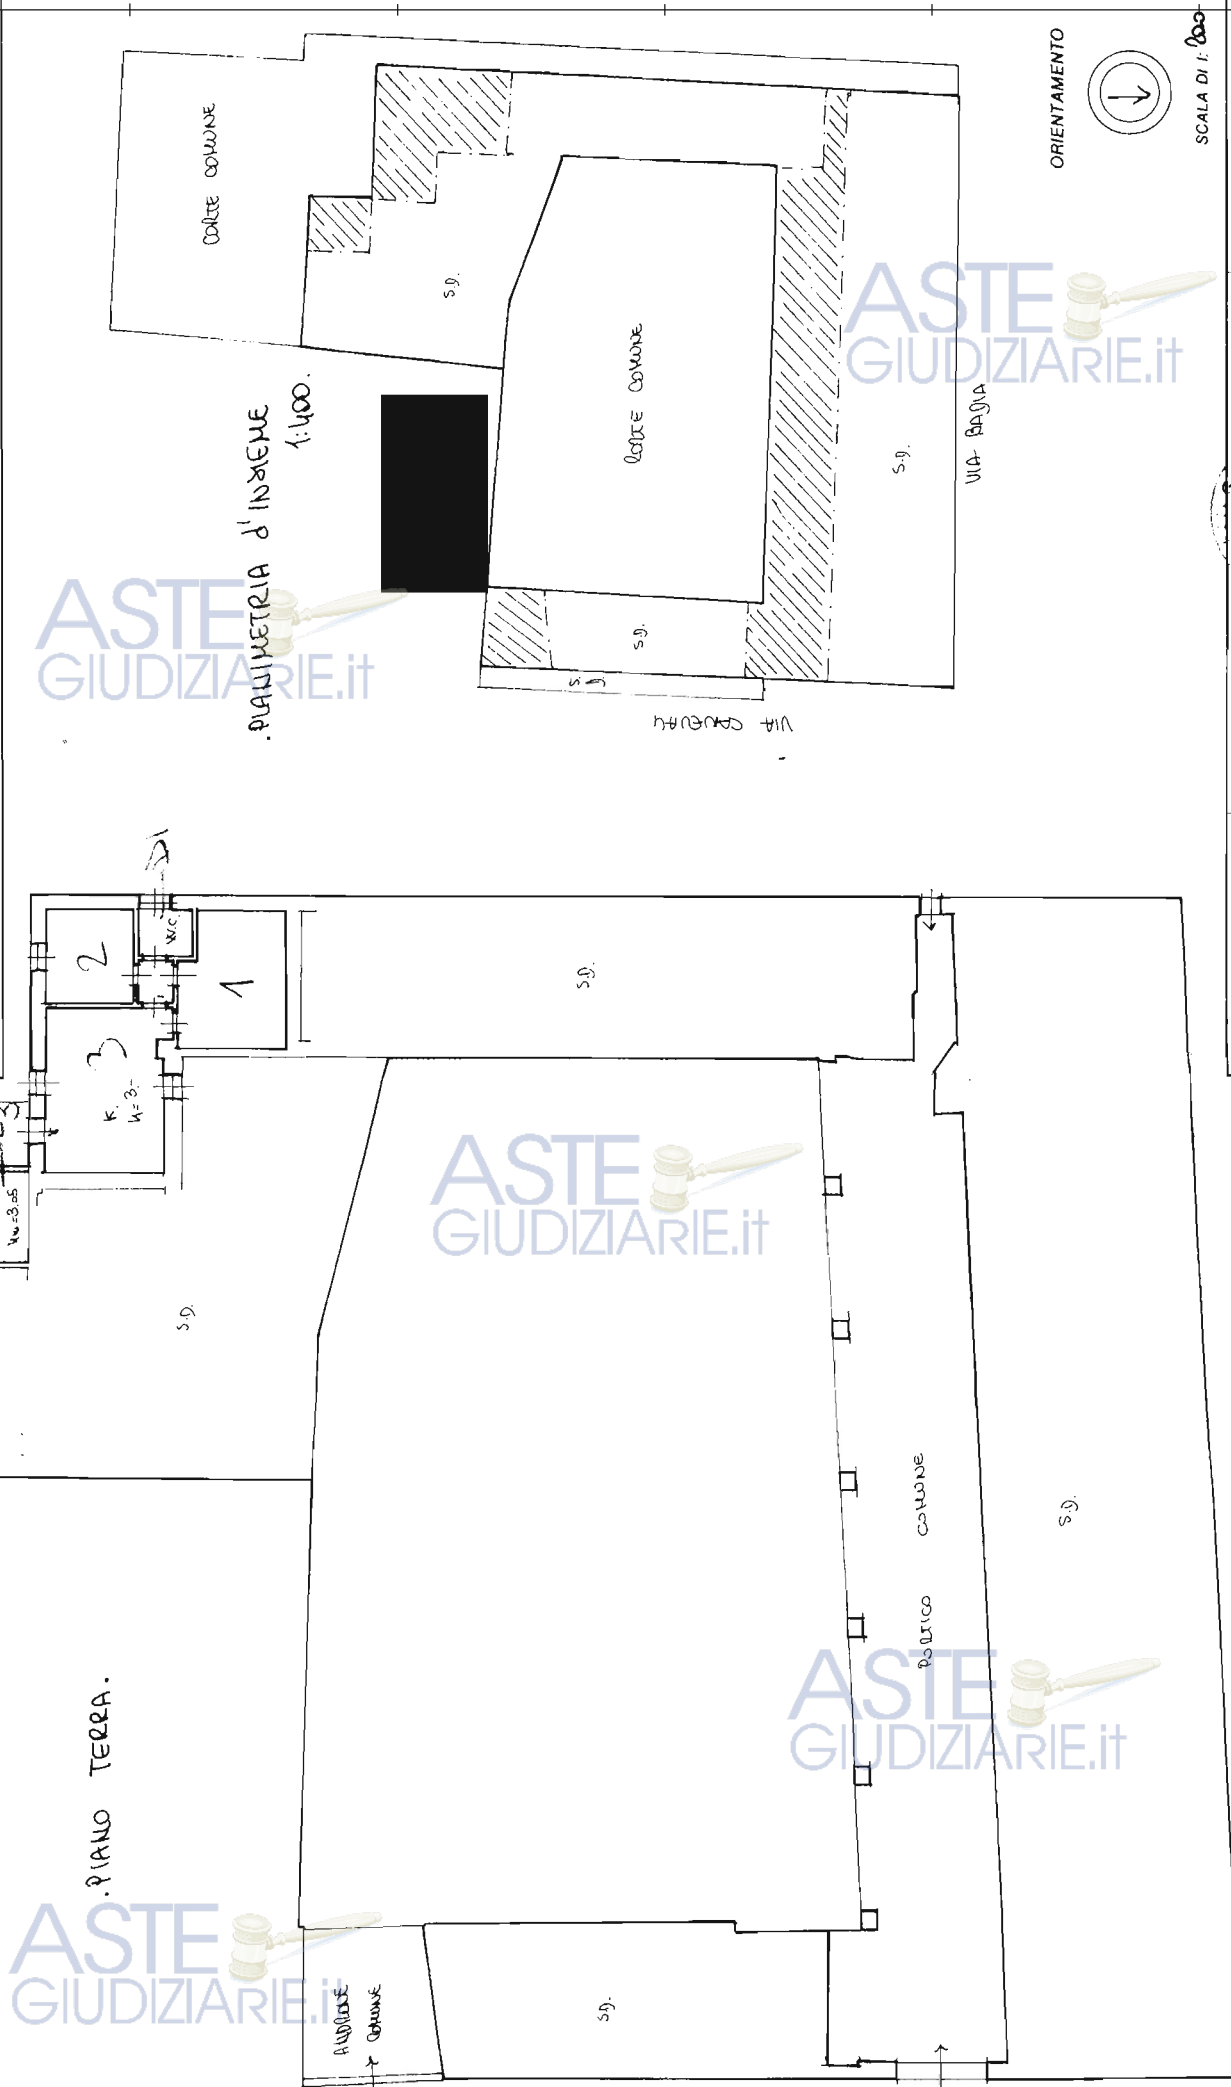 ORIENTAMENTO
SCALA DI 1: 200
CORTE COMUNE
S.D.
.PLANIMETRIA d'INSIEME
1:400.
CORTE COMUNE
S.D.
VIA BADIA
S.D.
S.D.
VIA
ASTE
GIUDIZIARIE.it
ASTE
GIUDIZIARIE.it
2
W.C.
1
3
K.
H=3.-
H=3.05
S.D.
S.D.
ASTE
GIUDIZIARIE.it
PORTICO COMUNE
S.D.
.PIANO TERRA.
ASTE
GIUDIZIARIE.it
ASTE
GIUDIZIARIE.it
ANDRONE
COMUNE
S.D.